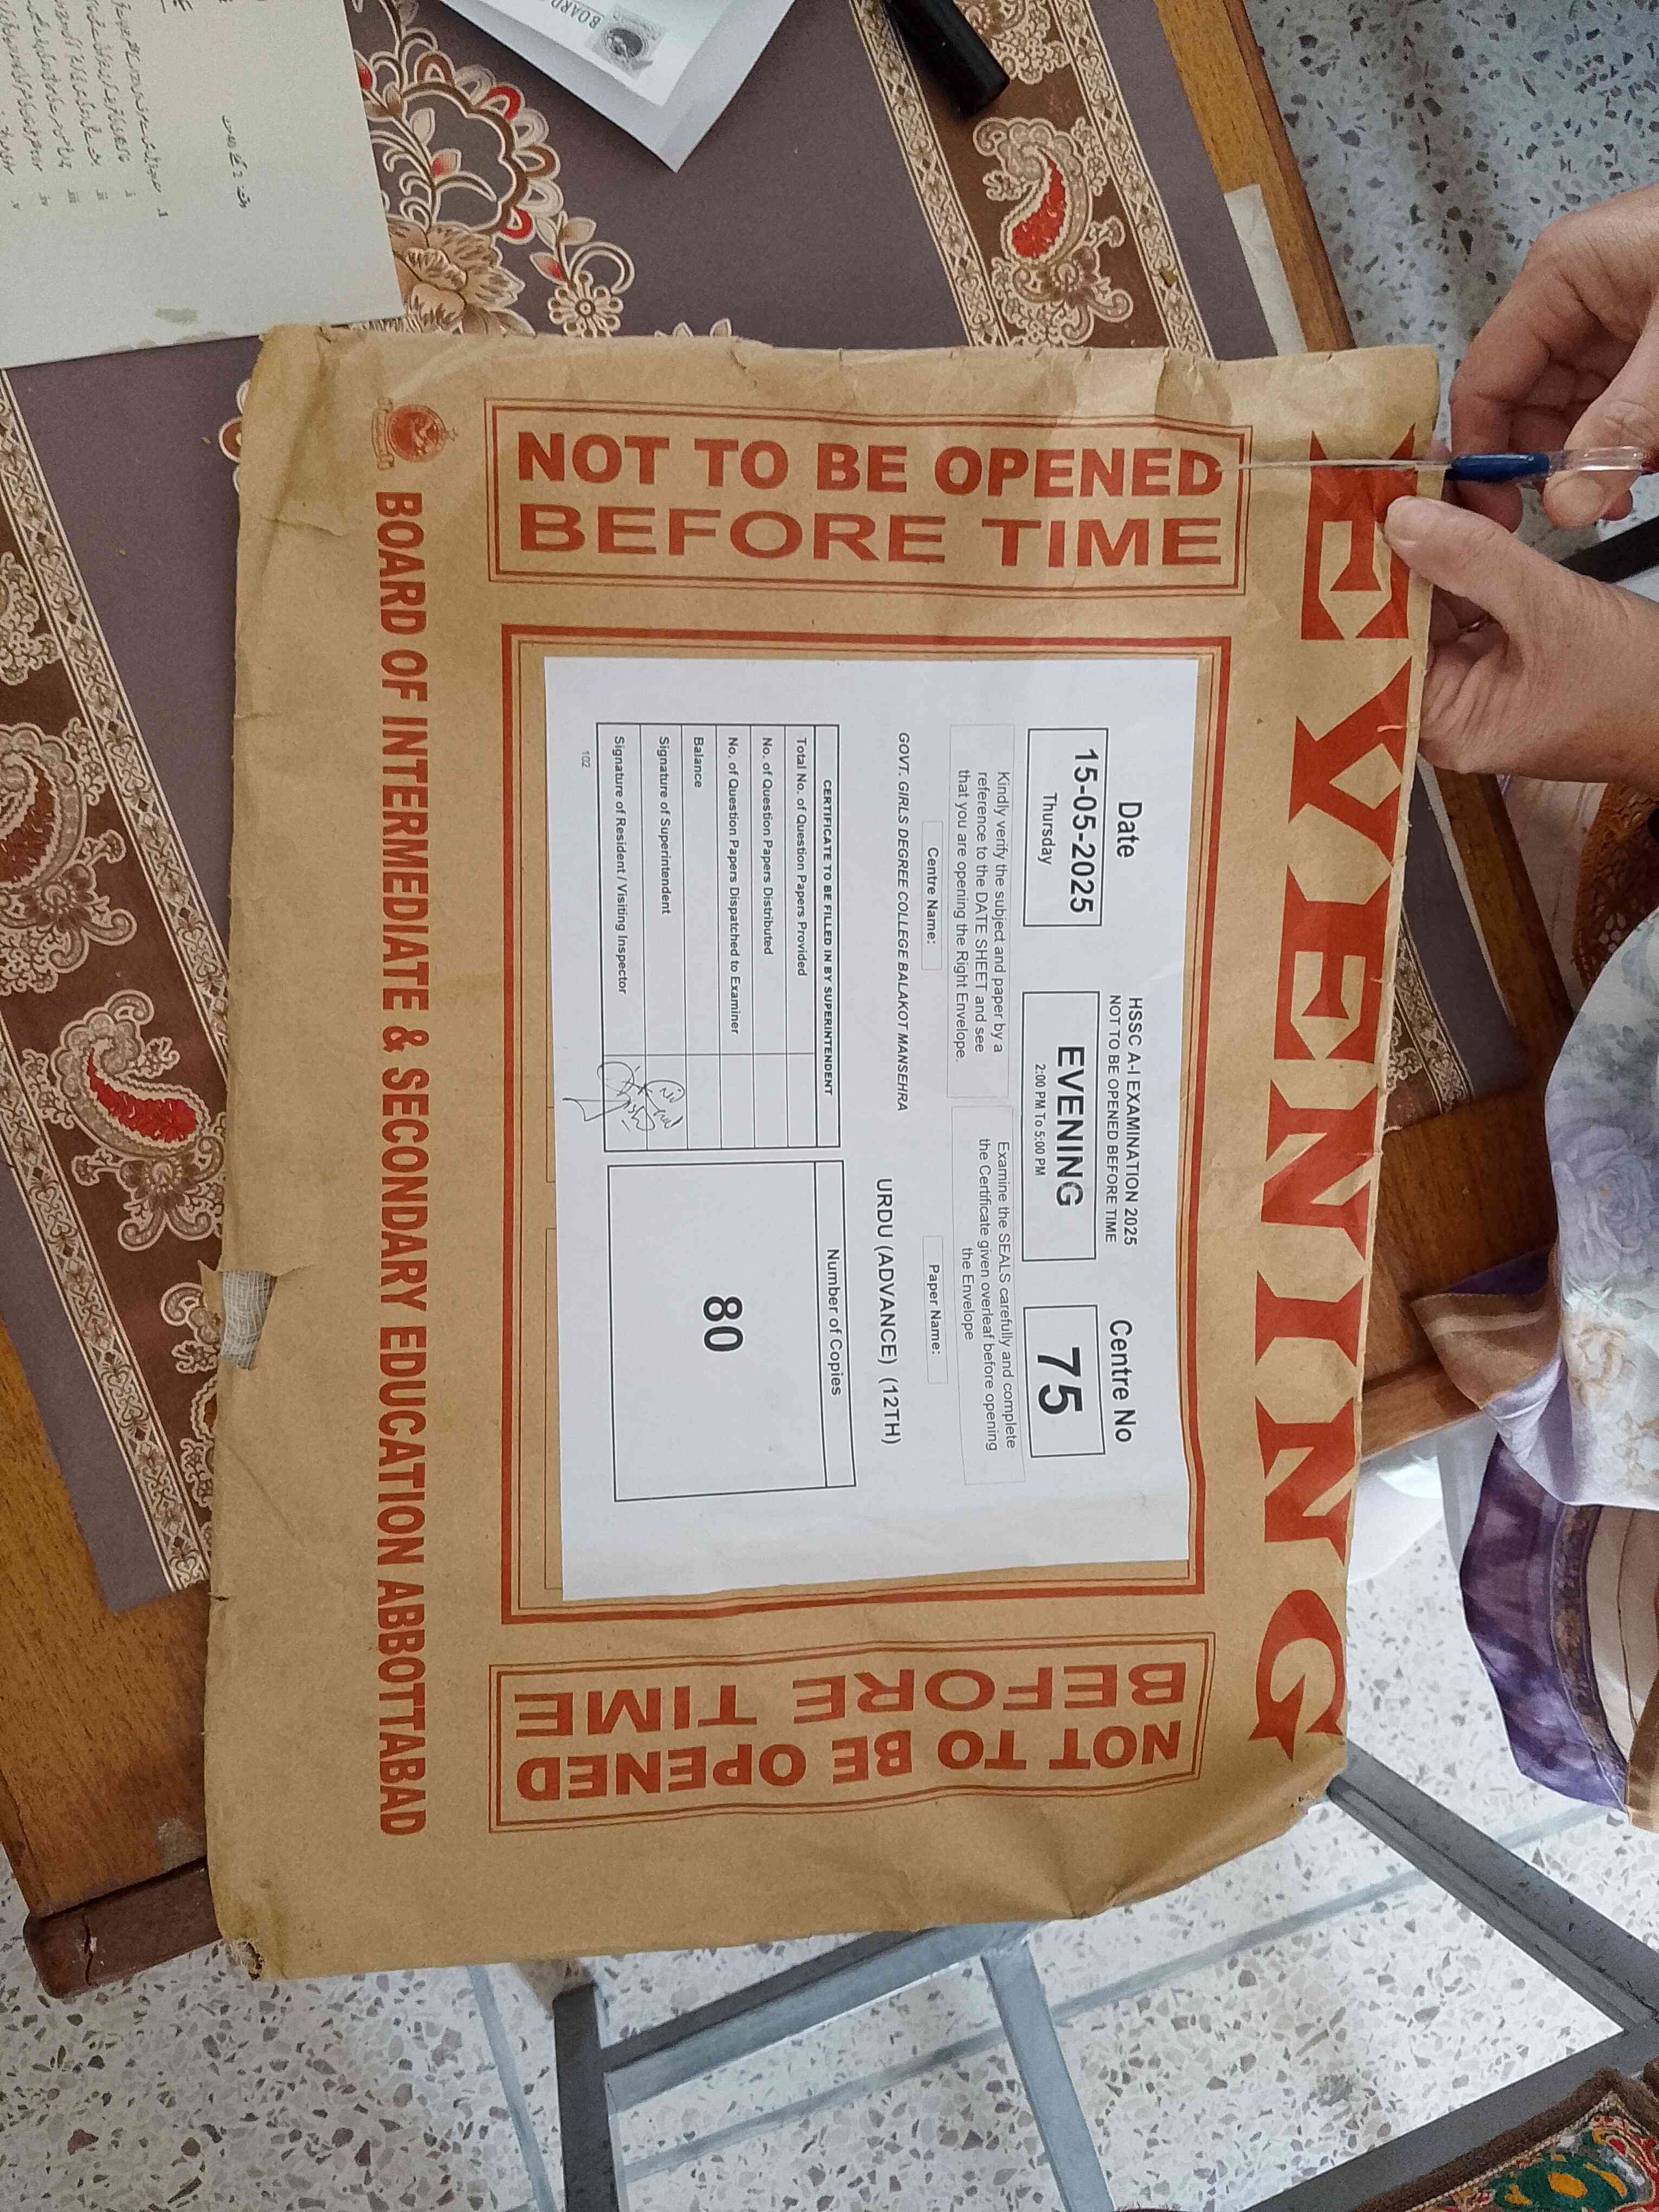 EVENING
NOT TO BE OPENED
BEFORE TIME
Date
HSSC A-I EXAMINATION 2025
NOT TO BE OPENED BEFORE TIME
Centre No
15-05-2025
Thursday
EVENING
2:00 PM To 5:00 PM
75
Kindly verify the subject and paper by a
reference to the DATE SHEET and see
that you are opening the Right Envelope.
Examine the SEALS carefully and complete
the Certificate given overleaf before opening
the Envelope
Centre Name:
Paper Name:
GOVT. GIRLS DEGREE COLLEGE BALAKOT MANSEHRA
URDU (ADVANCE) (12TH)
CERTIFICATE TO BE FILLED IN BY SUPERINTENDENT
Total No. of Question Papers Provided
No. of Question Papers Distributed
No. of Question Papers Dispatched to Examiner
Balance
Signature of Superintendent
Signature of Resident / Visiting Inspector
Number of Copies
80
102
NOT TO BE OPENED
BEFORE TIME
BOARD OF INTERMEDIATE & SECONDARY EDUCATION ABBOTTABAD
BOARD